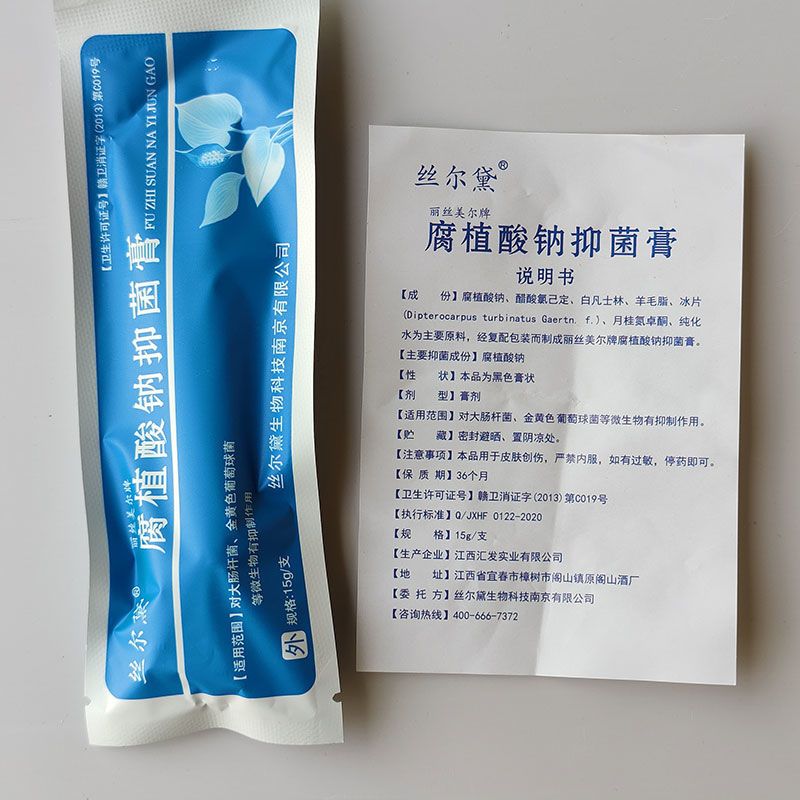 【卫生许可证号】赣卫消证字(2013)第C019号
FU ZHI SUAN NA YI JUN GAO
丝尔黛®
丽丝美尔牌
腐植酸钠抑菌膏
【适用范围】对大肠杆菌、金黄色葡萄球菌
等微生物有抑制作用
外
规格:15g/支
丝尔黛生物科技南京有限公司
丝尔黛®
丽丝美尔牌
腐植酸钠抑菌膏
说明书
【成 份】腐植酸钠、醋酸氯己定、白凡士林、羊毛脂、冰片
(Dipterocarpus turbinatus Gaertn. f.)、月桂氮卓酮、纯化
水为主要原料，经复配包装而制成丽丝美尔牌腐植酸钠抑菌膏。
【主要抑菌成份】腐植酸钠
【性 状】本品为黑色膏状
【剂 型】膏剂
【适用范围】对大肠杆菌、金黄色葡萄球菌等微生物有抑制作用。
【贮 藏】密封避晒、置阴凉处。
【注意事项】本品用于皮肤创伤，严禁内服，如有过敏，停药即可。
【保 质 期】36个月
【卫生许可证号】赣卫消证字(2013)第C019号
【执行标准】Q/JXHF 0122-2020
【规 格】15g/支
【生产企业】江西汇发实业有限公司
【地 址】江西省宜春市樟树市阁山镇原阁山酒厂
【委 托 方】丝尔黛生物科技南京有限公司
【咨询热线】400-666-7372